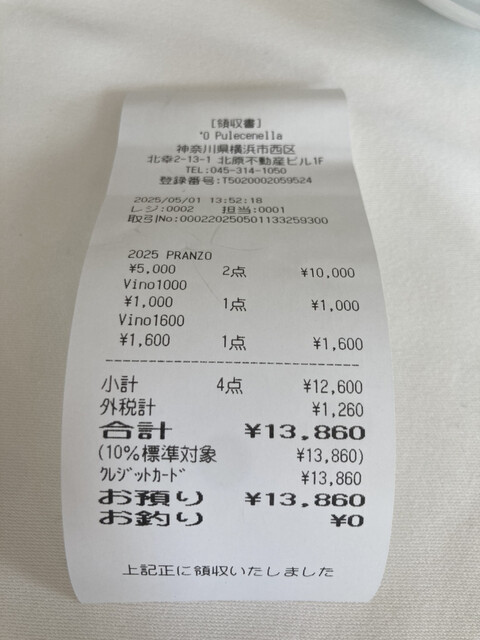 [領収書]
'O Pulecenella
神奈川県横浜市西区
北幸2-13-1 北原不動産ビル1F
TEL:045-314-1050
登録番号:T5020002059524
2025/05/01 13:52:18
レジ:0002 担当:0001
取引No:0002202505011332593​00
2025 PRANZO
¥5,000 2点 ¥10,000
Vino1000
¥1,000 1点 ¥1,000
Vino1600
¥1,600 1点 ¥1,600
小計 4点 ¥12,600
外税計 ¥1,260
合計 ¥13,860
(10%標準対象 ¥13,860)
クレジットカード ¥13,860
お預り ¥13,860
お釣り ¥0
上記正に領収いたしました